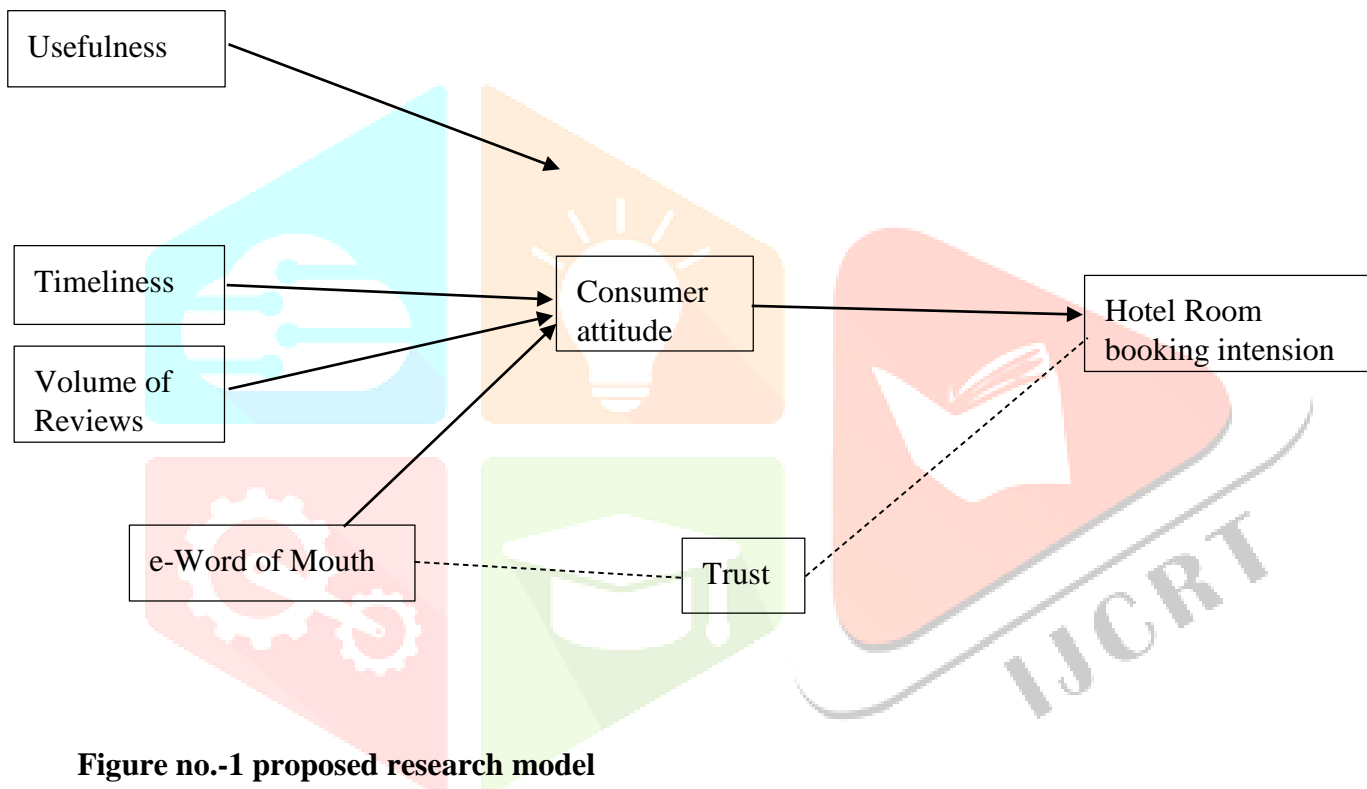 Usefulness
Timeliness
Volume of
Reviews
Consumer
attitude
Hotel Room
booking intension
e-Word of Mouth
Trust
IJCRT
Figure no.-1 proposed research model